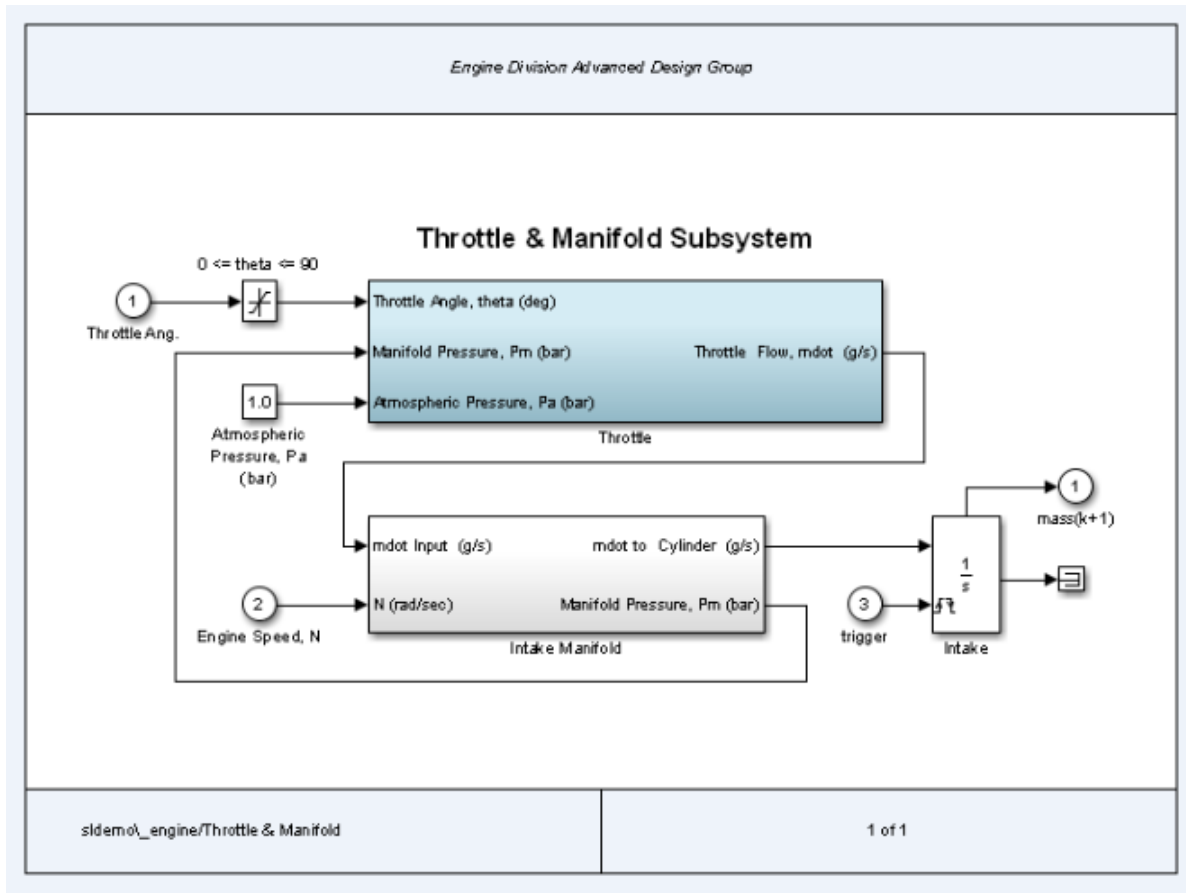 Engine Division Advanced Design Group
Throttle & Manifold Subsystem
0 <= theta <= 90
1
Throttle Ang.
Throttle Angle, theta (deg)
Manifold Pressure, Pm (bar)
Throttle Flow, mdot (g/s)
1.0
Atmospheric Pressure, Pa (bar)
Atmospheric
Pressure, Pa
(bar)
Throttle
1
mass(k+1)
mdot Input (g/s)
mdot to Cylinder (g/s)
1
s
2
N (rad/sec)
Manifold Pressure, Pm (bar)
3
Engine Speed, N
Intake Manifold
trigger
Intake
sldemo\_engine/Throttle & Manifold
1 of 1